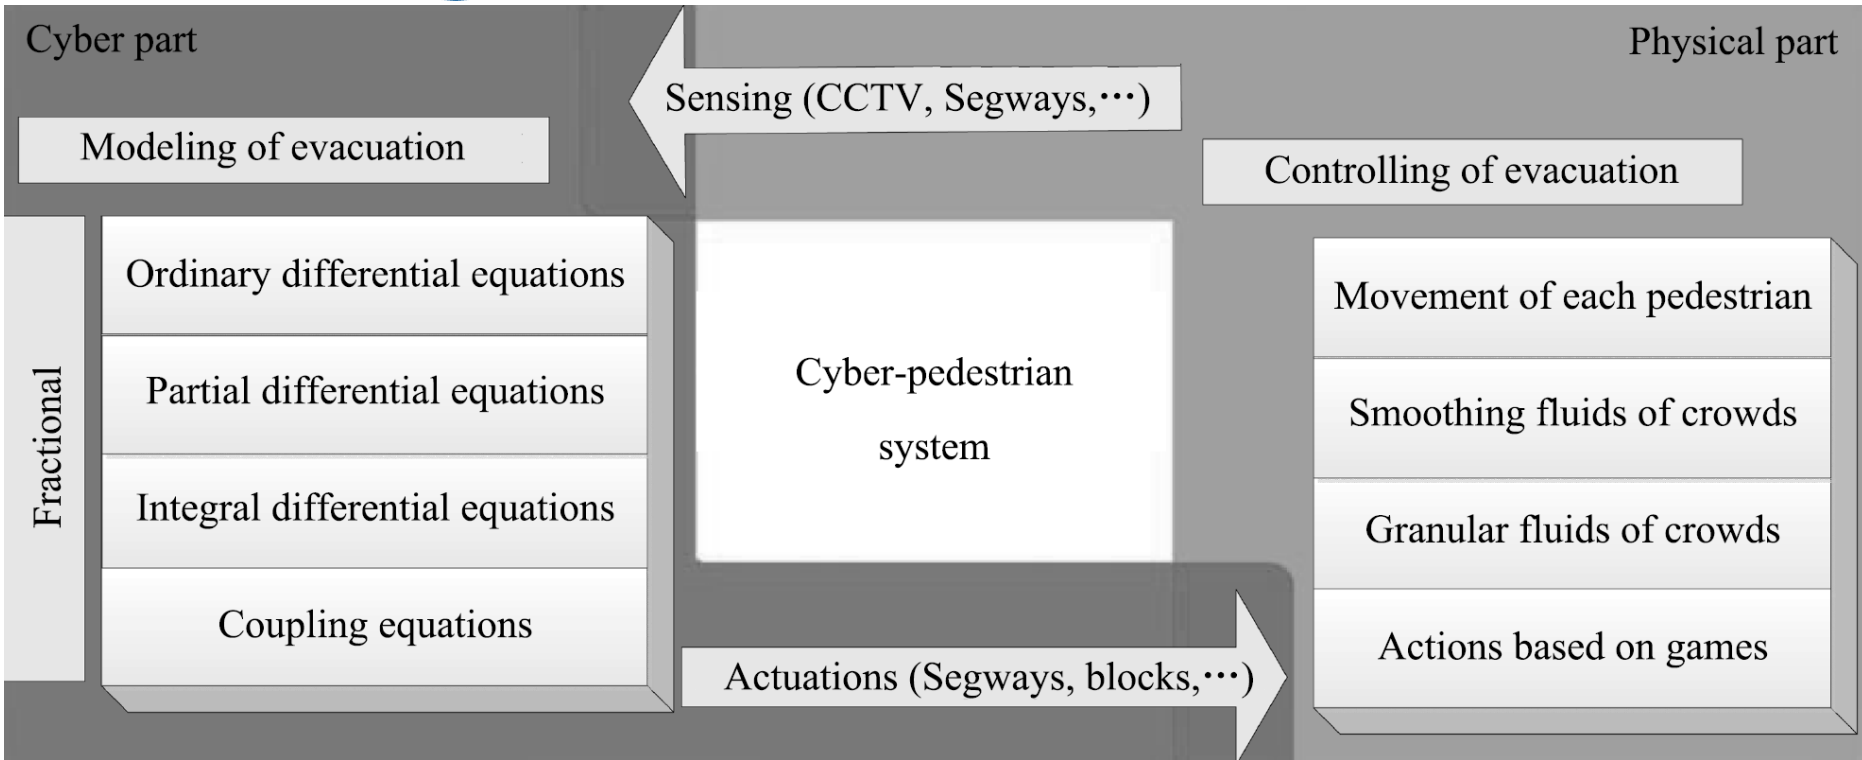 Cyber part
Physical part
Sensing (CCTV, Segways,···)
Modeling of evacuation
Controlling of evacuation
Fractional
Ordinary differential equations
Partial differential equations
Integral differential equations
Coupling equations
Cyber-pedestrian
system
Movement of each pedestrian
Smoothing fluids of crowds
Granular fluids of crowds
Actions based on games
Actuations (Segways, blocks,···)